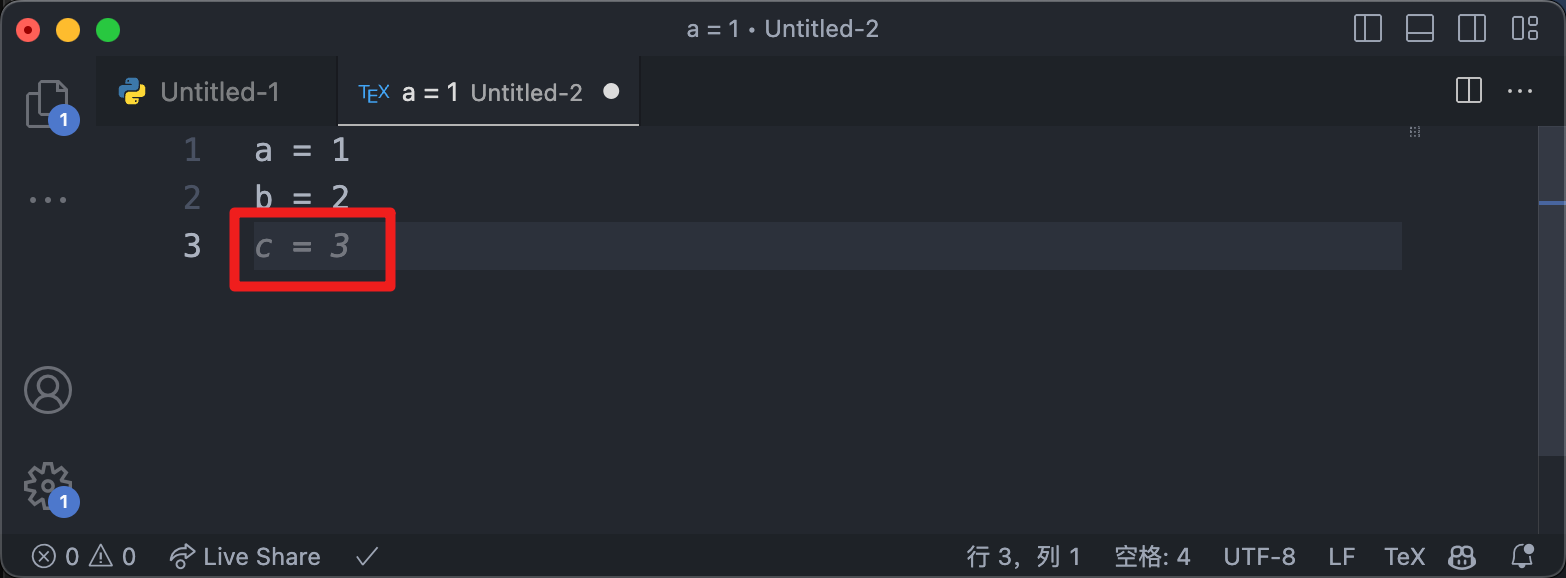 a = 1 • Untitled-2
Untitled-1
TEX a = 1 Untitled-2
1
1 a = 1
2 b = 2
3 c = 3
1
0 0 Live Share
行 3，列 1 空格: 4 UTF-8 LF TeX